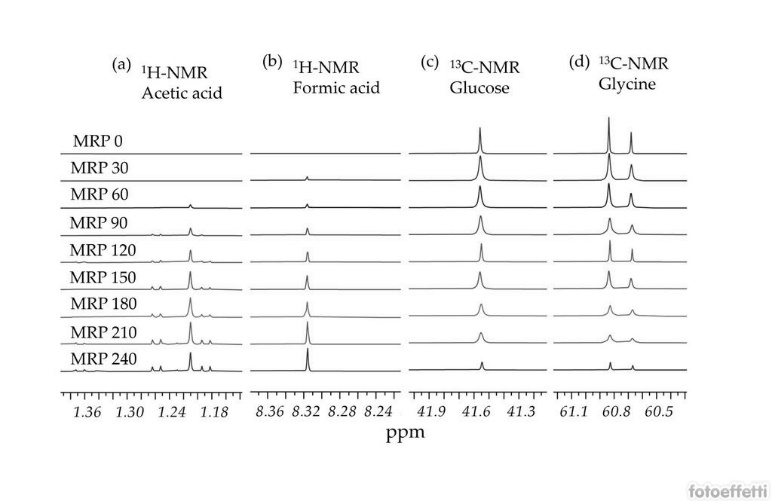 (a) ¹H-NMR
Acetic acid
(b) ¹H-NMR
Formic acid
(c) ¹³C-NMR
Glucose
(d) ¹³C-NMR
Glycine
MRP 0
MRP 30
MRP 60
MRP 90
MRP 120
MRP 150
MRP 180
MRP 210
MRP 240
1.36 1.30 1.24 1.18
8.36 8.32 8.28 8.24
41.9 41.6 41.3
61.1 60.8 60.5
ppm
fotoeffetti